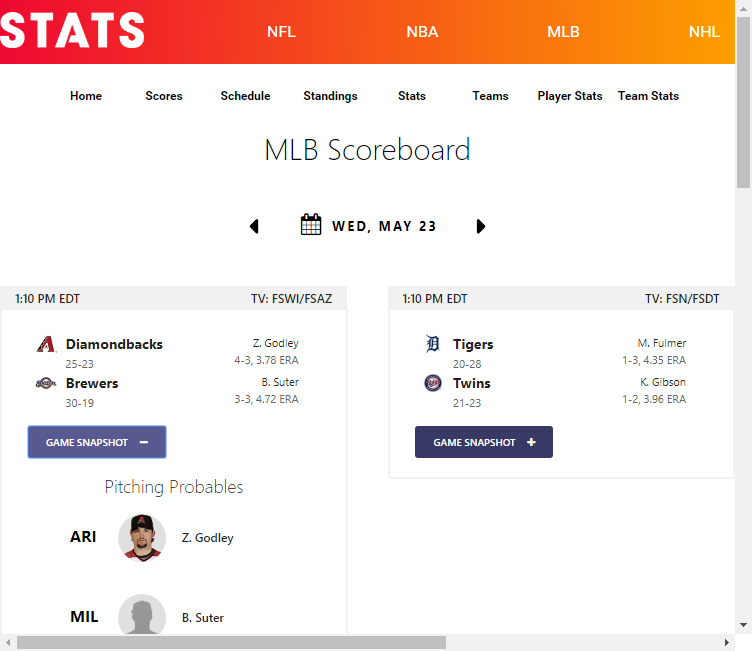 STATS
NFL NBA MLB NHL
Home Scores Schedule Standings Stats Teams Player Stats Team Stats
MLB Scoreboard
WED, MAY 23
1:10 PM EDT TV: FSWI/FSAZ
Diamondbacks Z. Godley
25-23 4-3, 3.78 ERA
Brewers B. Suter
30-19 3-3, 4.72 ERA
GAME SNAPSHOT
Pitching Probables
ARI Z. Godley
MIL B. Suter
1:10 PM EDT TV: FSN/FSDT
Tigers M. Fulmer
20-28 1-3, 4.35 ERA
Twins K. Gibson
21-23 1-2, 3.96 ERA
GAME SNAPSHOT